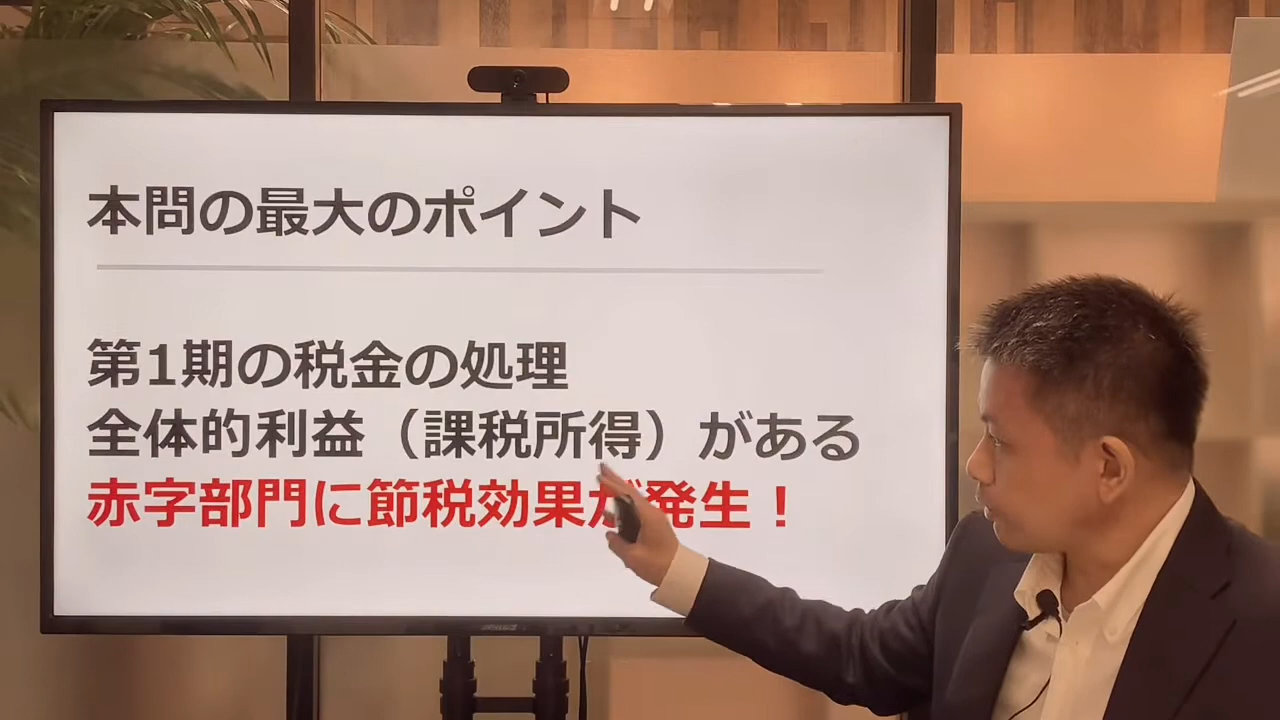 本問の最大のポイント
第1期の税金の処理
全体的利益（課税所得）がある
赤字部門に節税効果が発生！